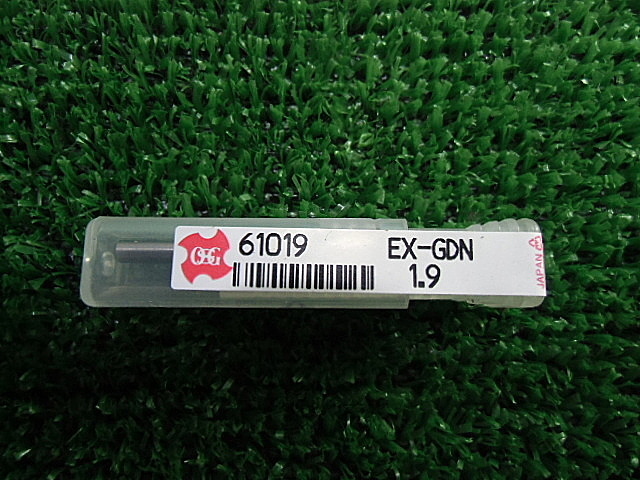 OSG
61019
EX-GDN
1.9
JAPAN